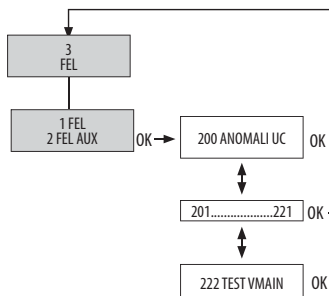 3
FEL
1 FEL
2 FEL AUX
OK
200 ANOMALI UC
OK
201...................221
OK
222 TEST VMAIN
OK